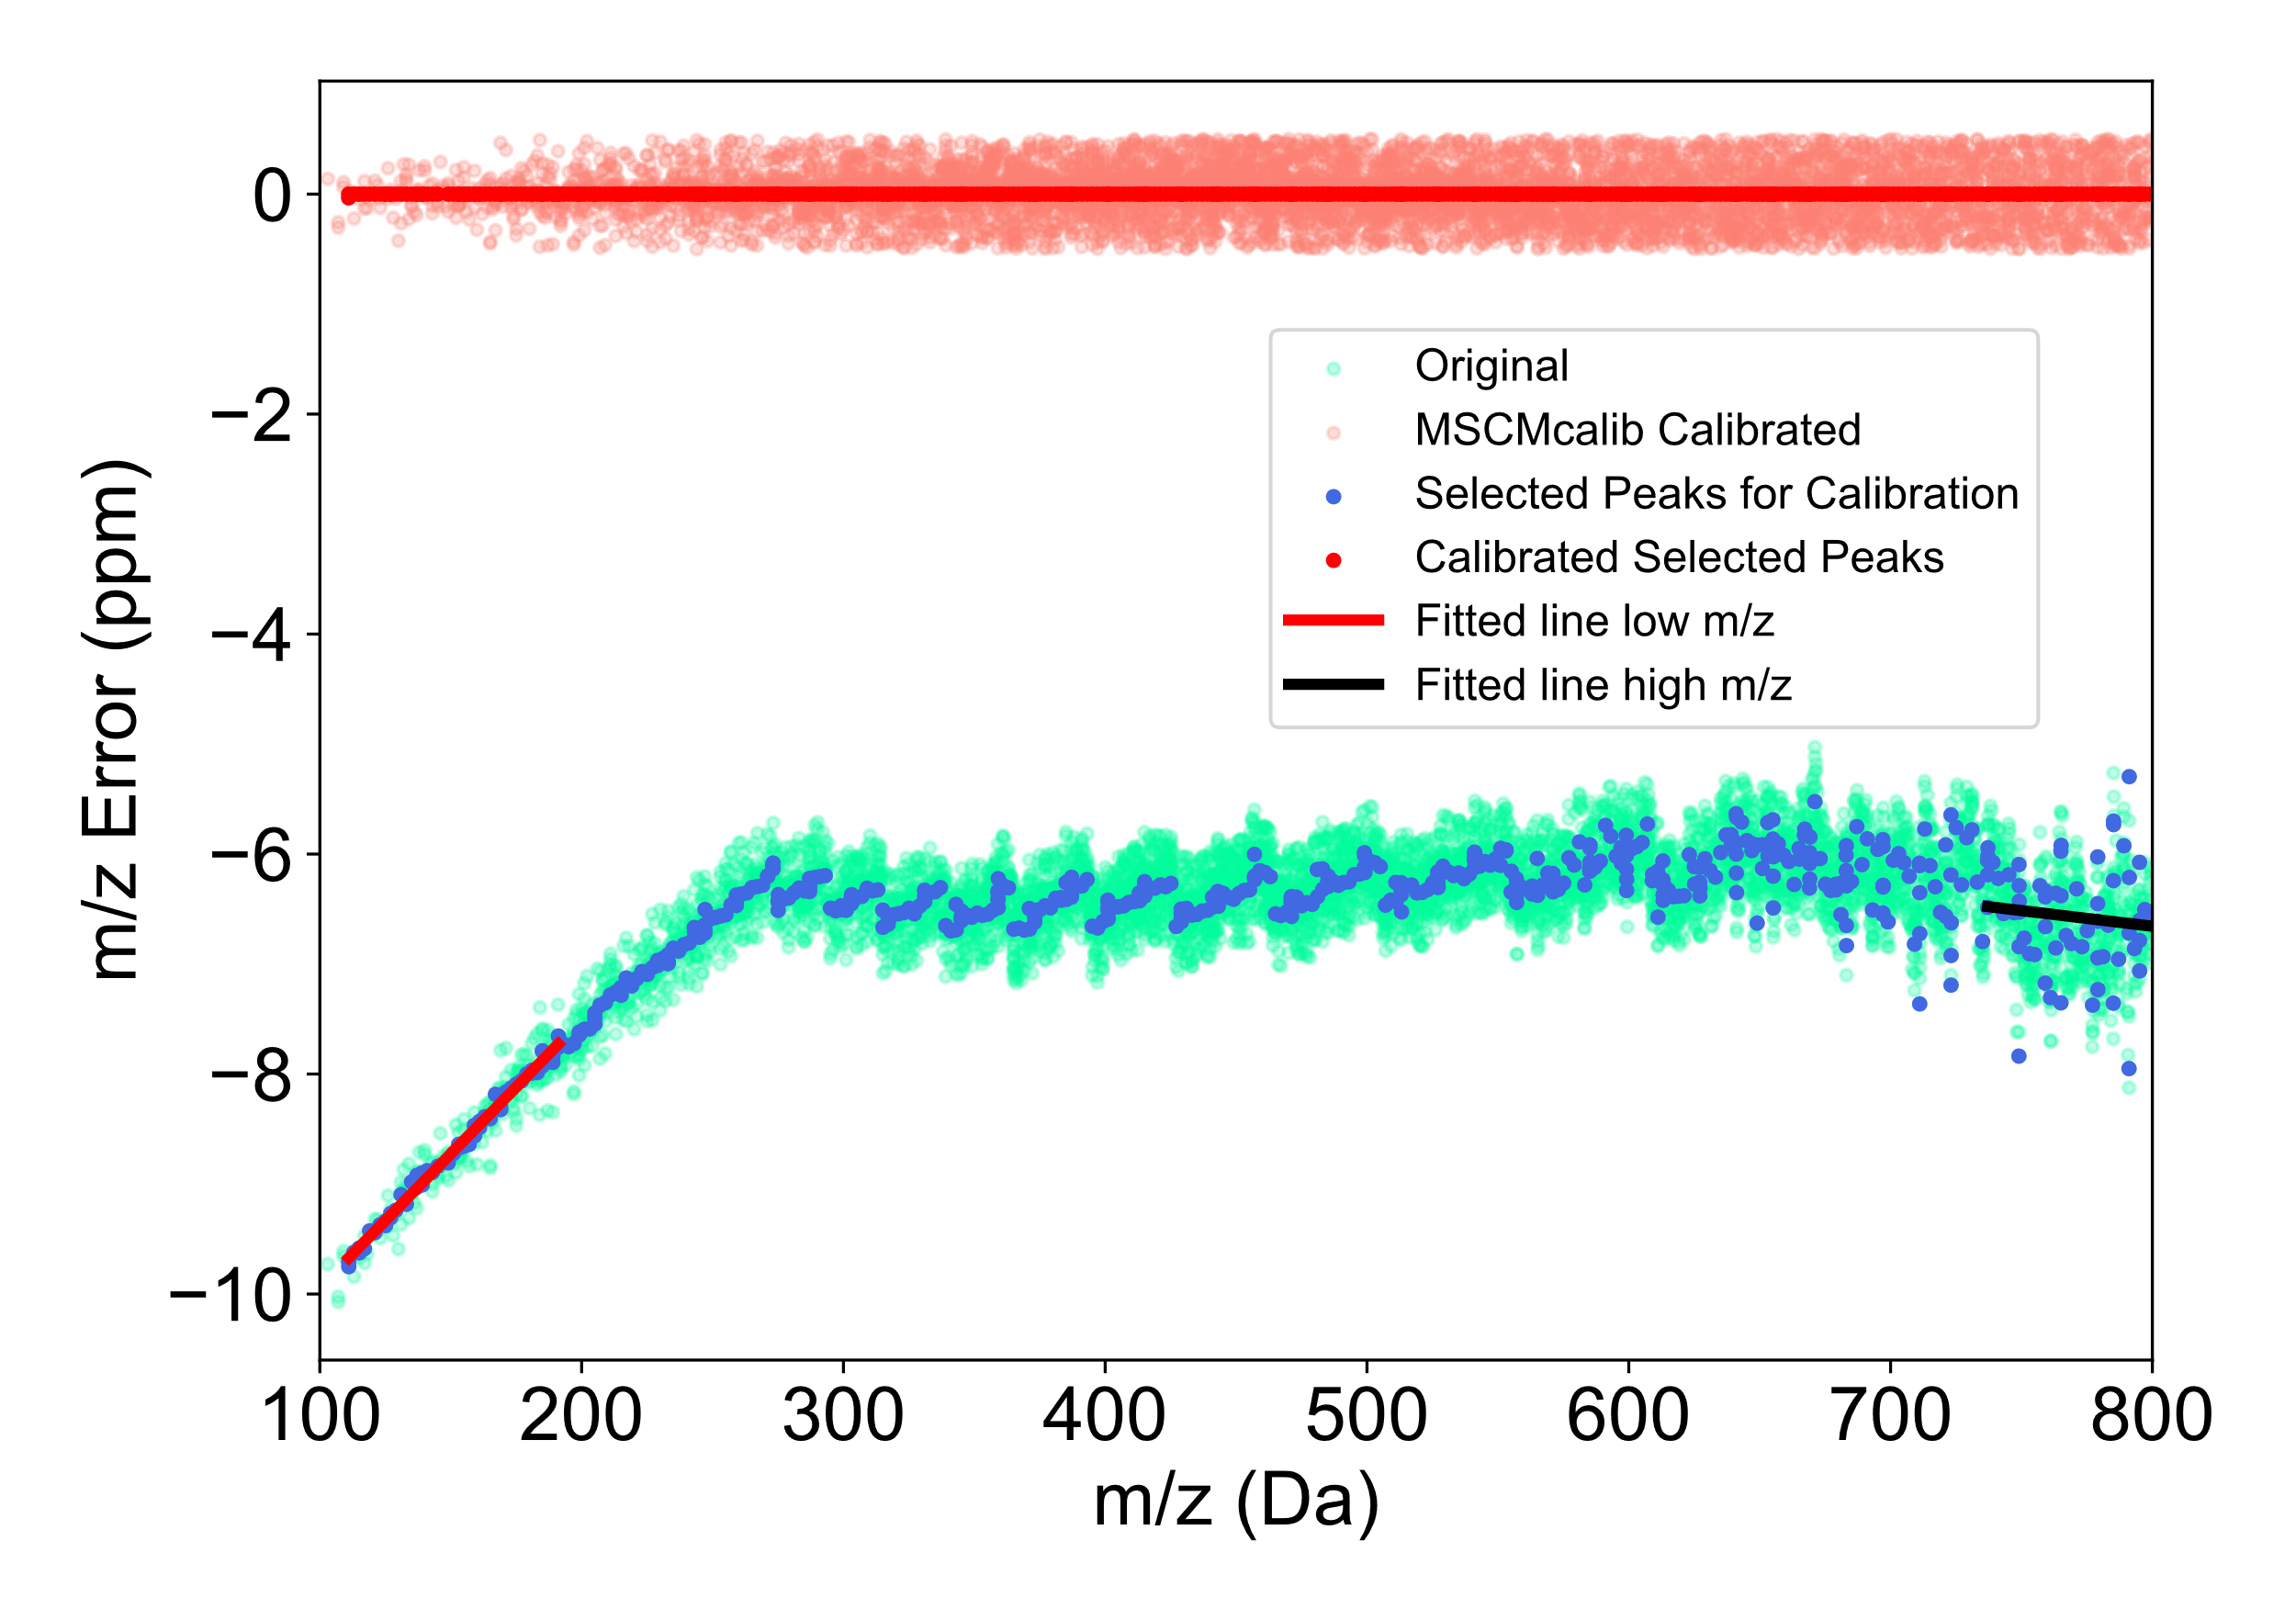 0
−2
−4
−6
−8
−10
m/z Error (ppm)
Original
MSCMcalib Calibrated
Selected Peaks for Calibration
Calibrated Selected Peaks
Fitted line low m/z
Fitted line high m/z
100 200 300 400 500 600 700 800
m/z (Da)